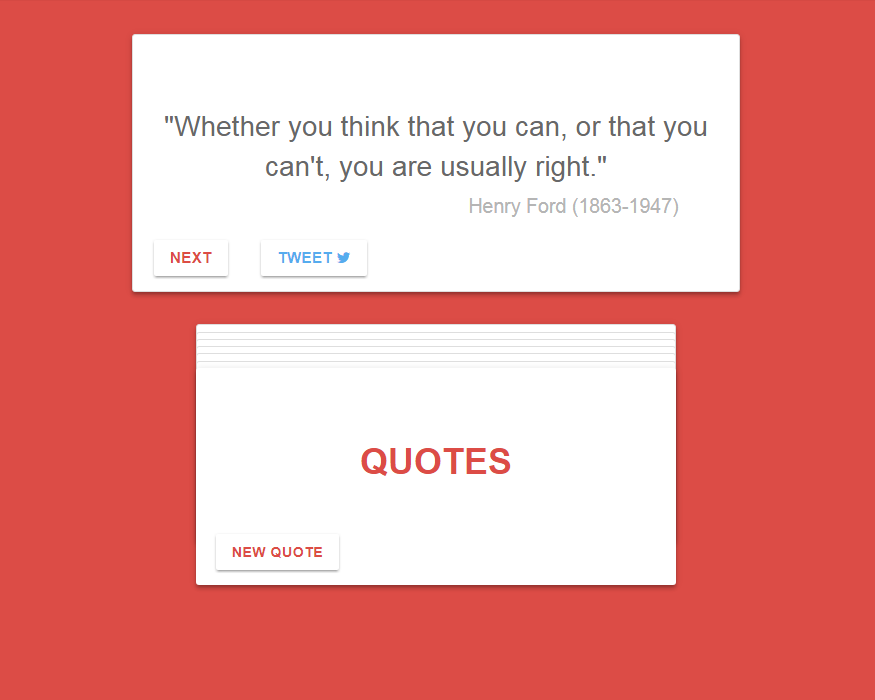 "Whether you think that you can, or that you
can't, you are usually right."
Henry Ford (1863-1947)
NEXT
TWEET
QUOTES
NEW QUOTE